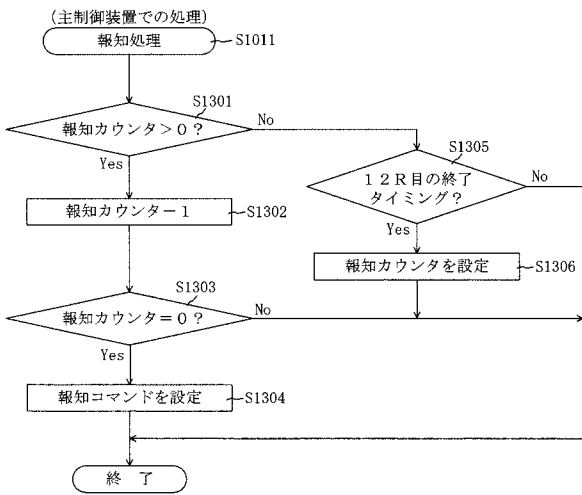 (主制御装置での処理)
報知処理
S1011
S1301
報知カウンタ>0?
No
Yes
S1305
12R目の終了
タイミング?
No
Yes
報知カウンタ-1
S1302
報知カウンタを設定
S1306
S1303
報知カウンタ=0?
No
Yes
報知コマンドを設定
S1304
終 了